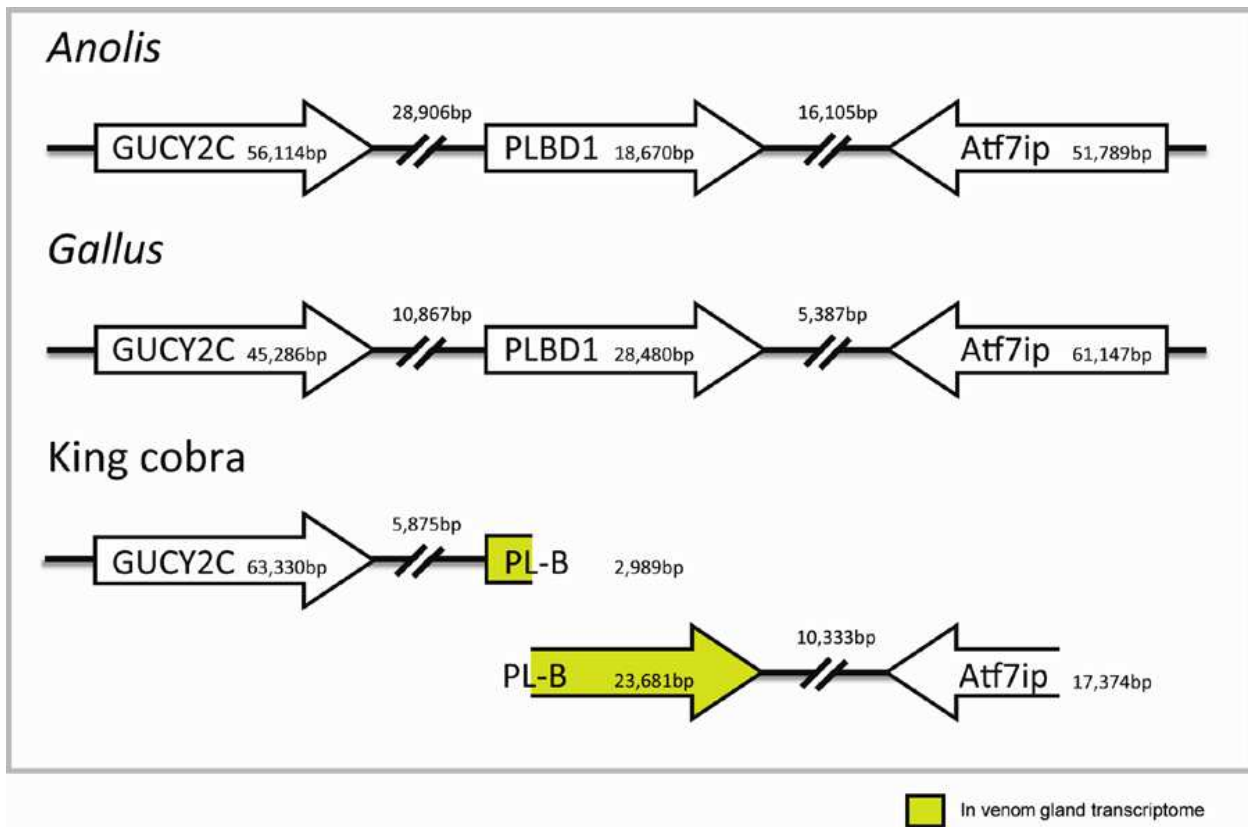 Anolis
28,906bp
16,105bp
GUCY2C 56,114bp
PLBD1 18,670bp
Atf7ip 51,789bp
Gallus
10,867bp
5,387bp
GUCY2C 45,286bp
PLBD1 28,480bp
Atf7ip 61,147bp
King cobra
5,875bp
GUCY2C 63,330bp
PL-B 2,989bp
10,333bp
PL-B 23,681bp
Atf7ip 17,374bp
In venom gland transcriptome